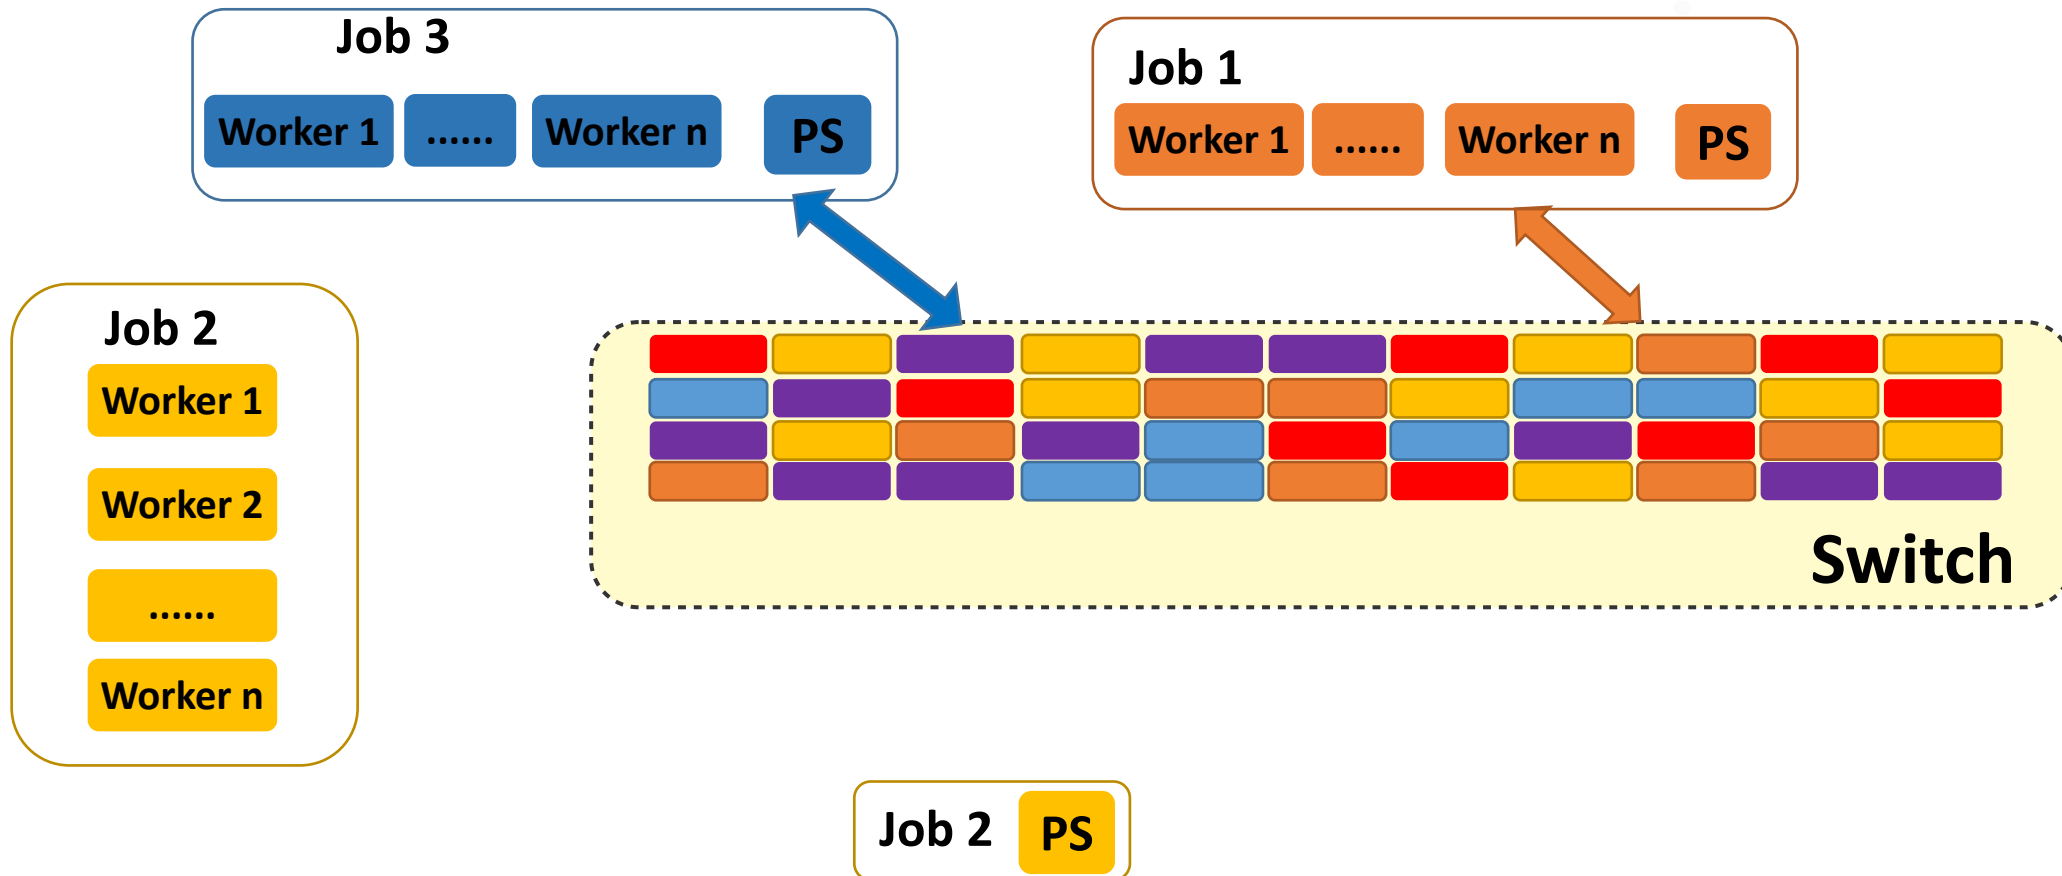 Job 3
Worker 1 ...... Worker n PS
Job 1
Worker 1 ...... Worker n PS
Job 2
Worker 1
Worker 2
......
Worker n
Switch
Job 2 PS